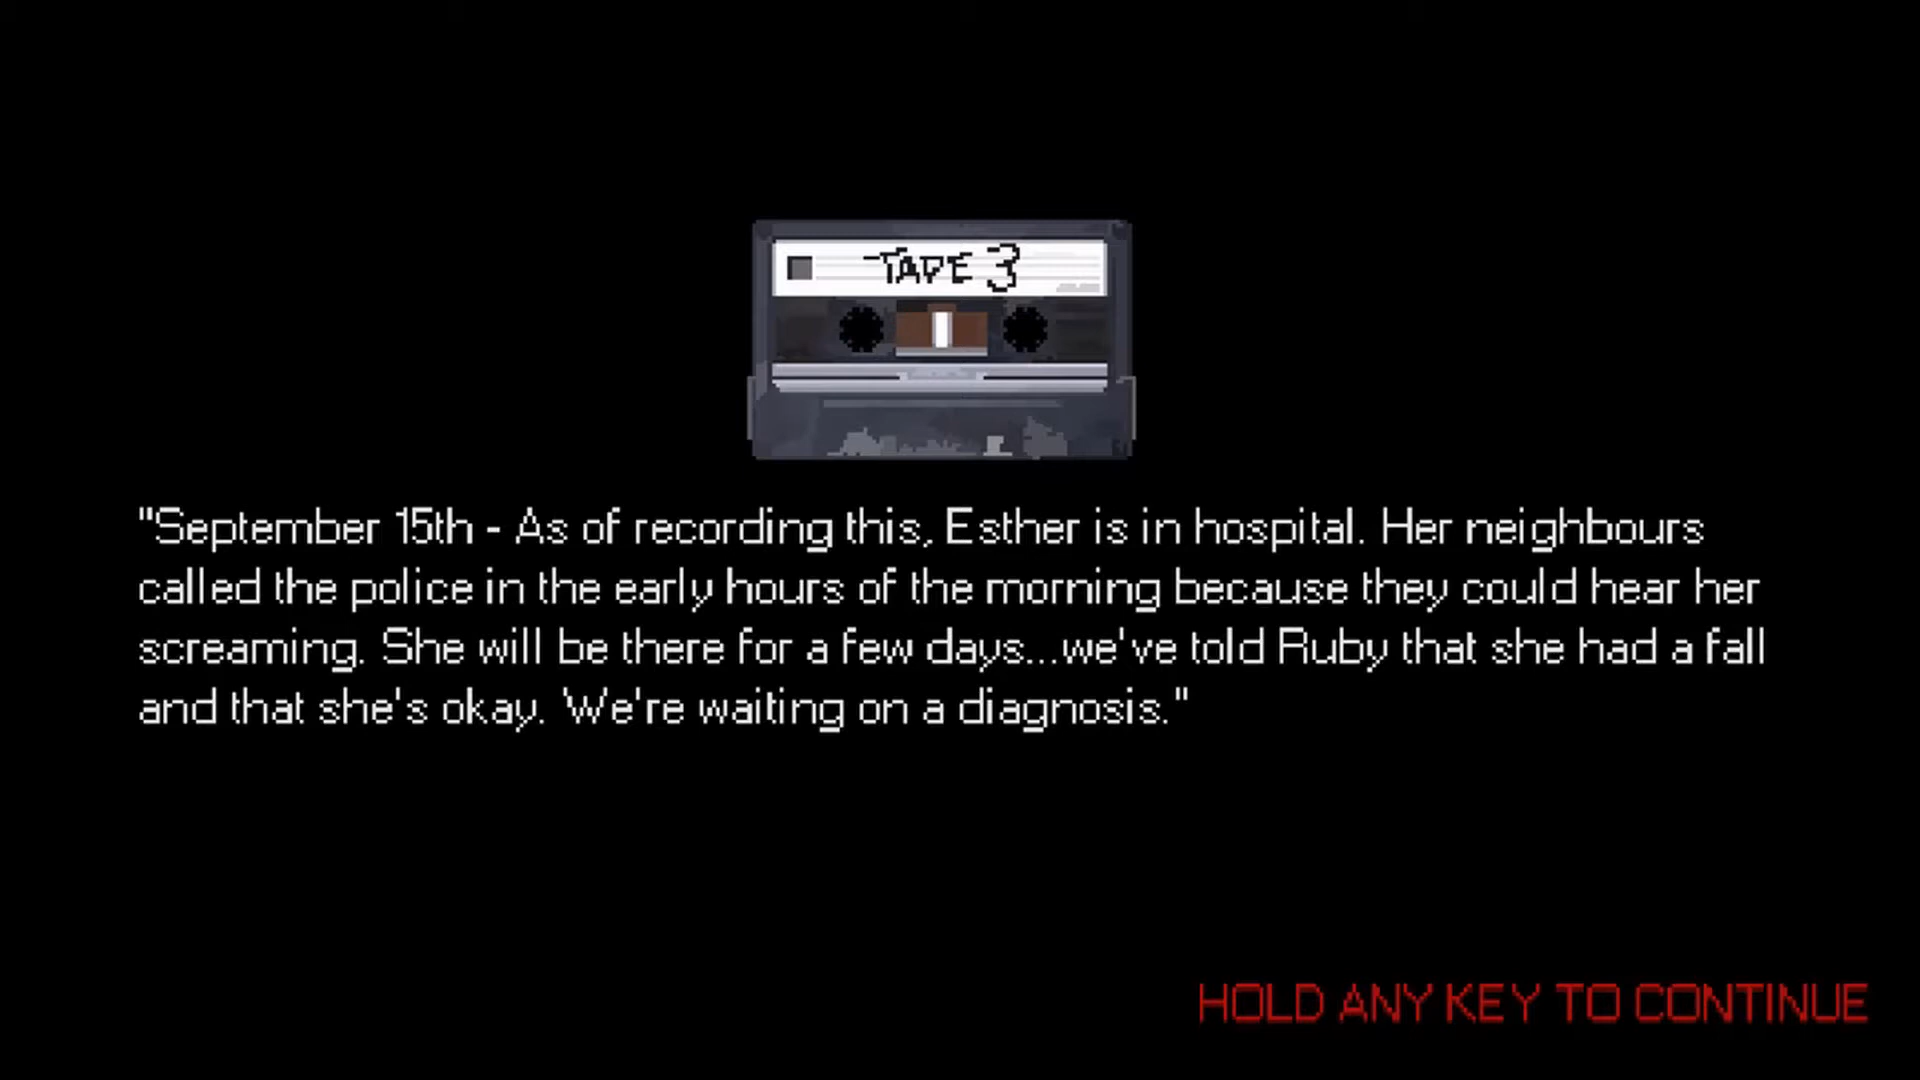 TAPE 3
"September 15th - As of recording this, Esther is in hospital. Her neighbours
called the police in the early hours of the morning because they could hear her
screaming. She will be there for a few days...we've told Ruby that she had a fall
and that she's okay. We're waiting on a diagnosis."
HOLD ANY KEY TO CONTINUE